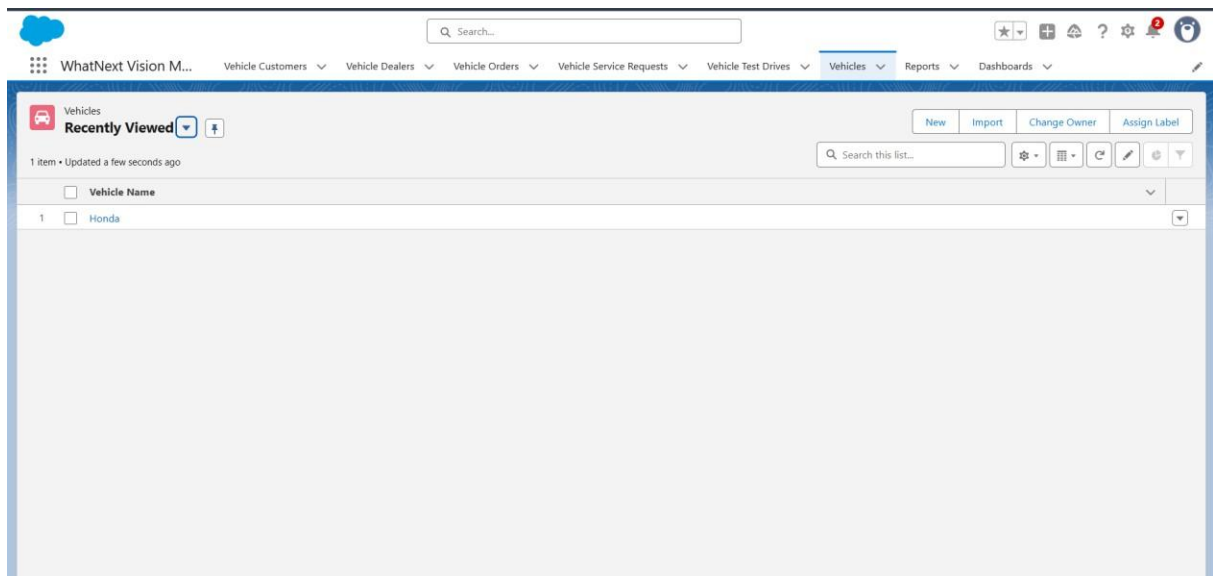 Search...
2
WhatNext Vision M...
Vehicle Customers
Vehicle Dealers
Vehicle Orders
Vehicle Service Requests
Vehicle Test Drives
Vehicles
Reports
Dashboards
Vehicles
Recently Viewed
New
Import
Change Owner
Assign Label
1 item • Updated a few seconds ago
Search this list...
Vehicle Name
1 Honda